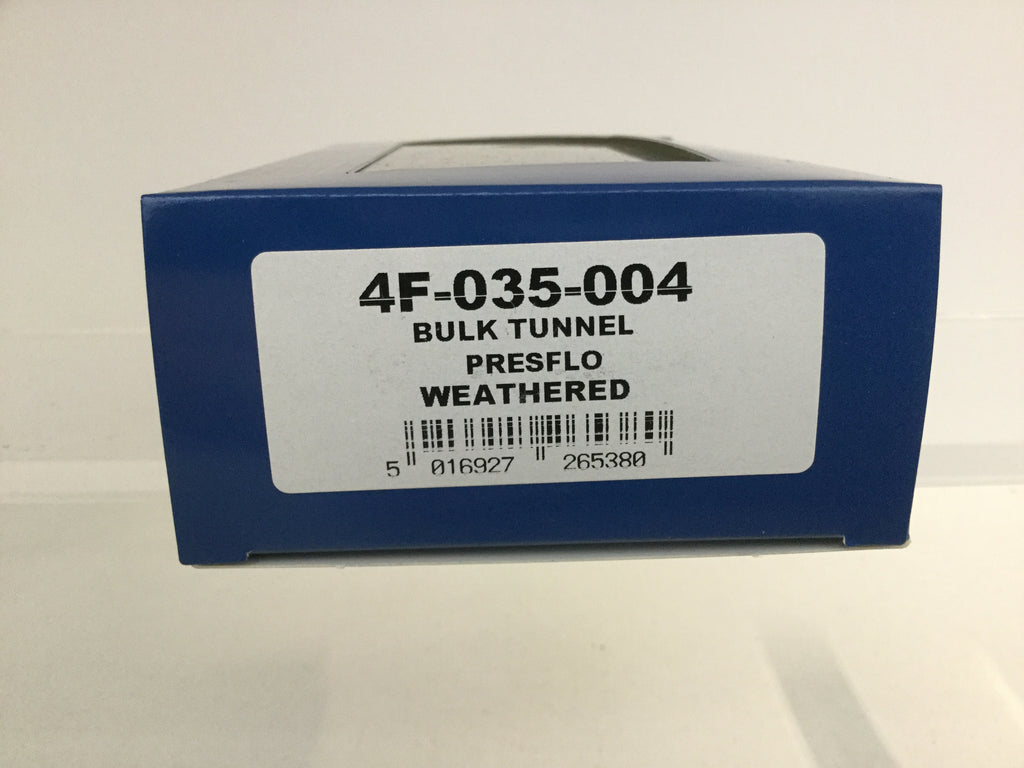 4F-035-004
BULK TUNNEL
PRESFLO
WEATHERED
5 016927 265380